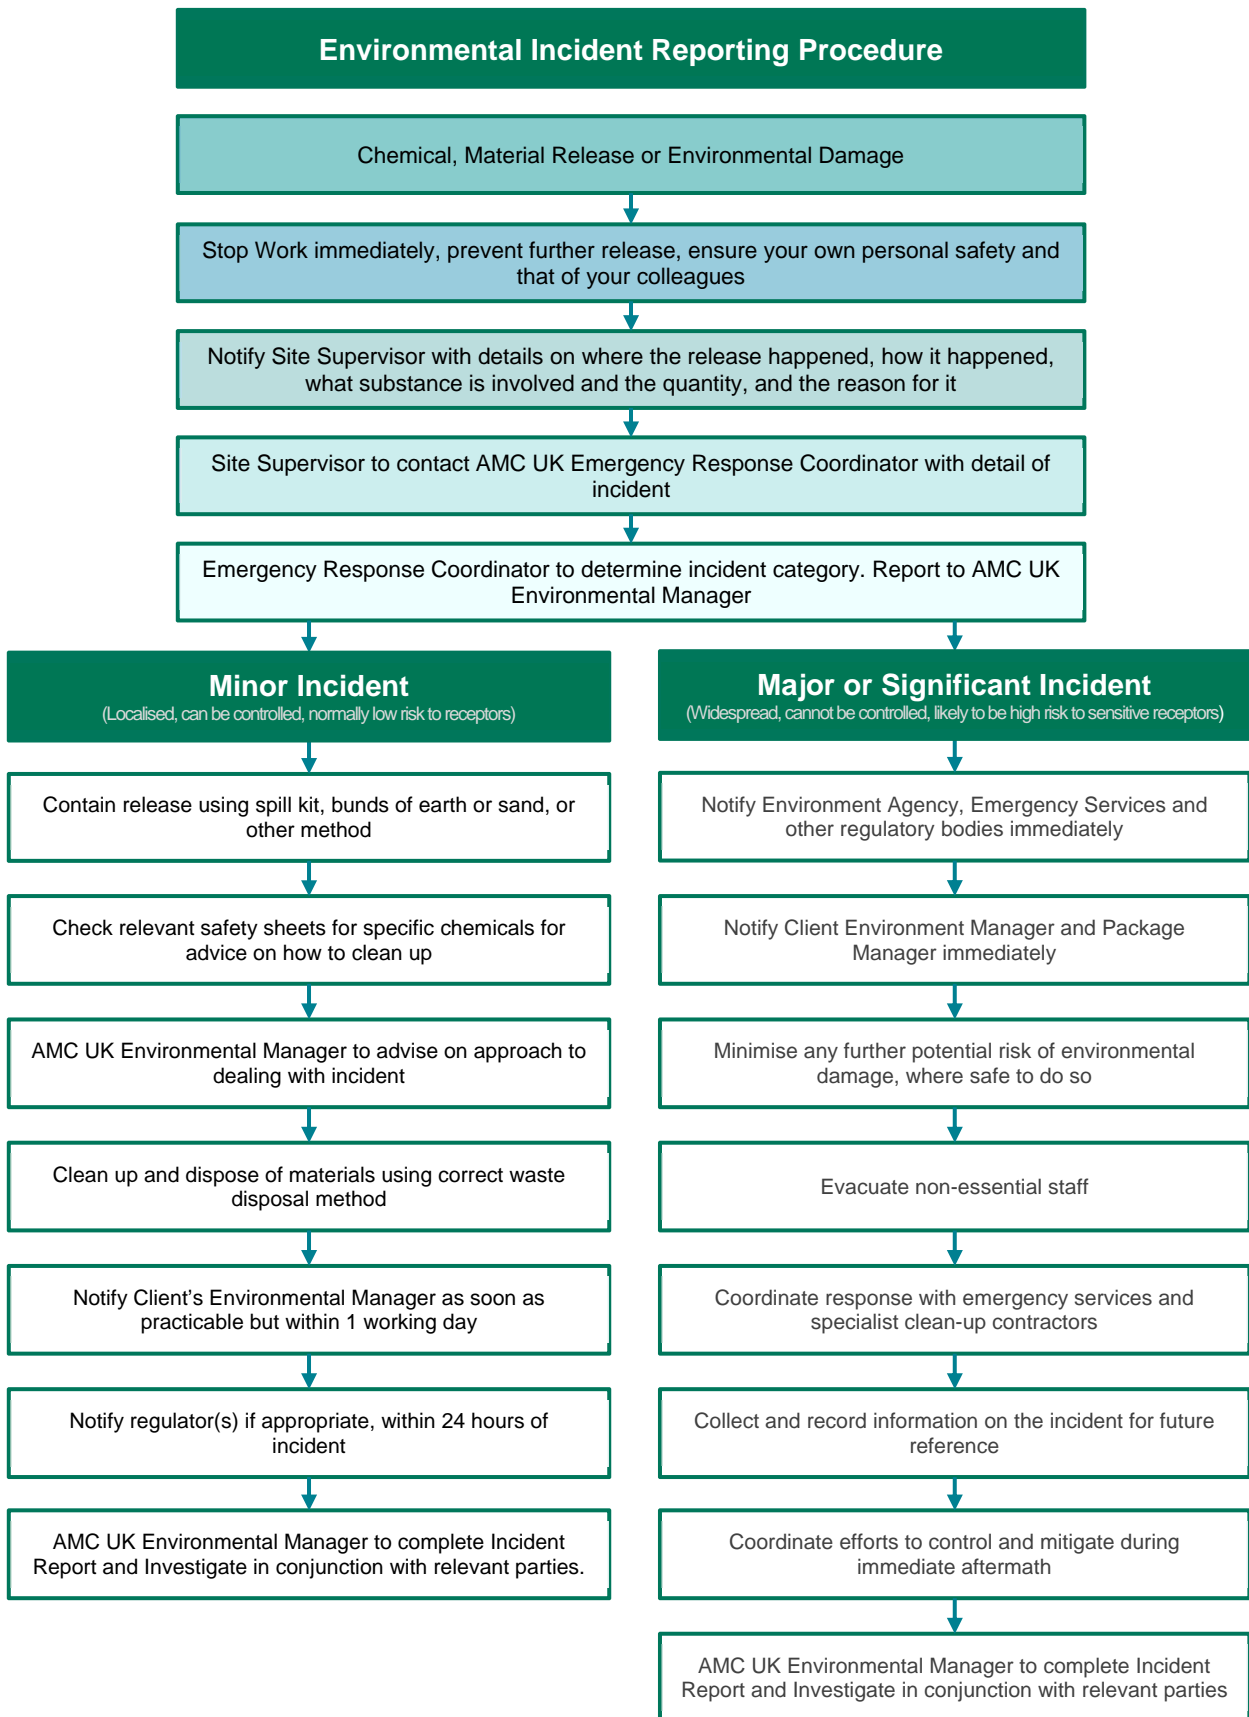 Environmental Incident Reporting Procedure
Chemical, Material Release or Environmental Damage
Stop Work immediately, prevent further release, ensure your own personal safety and
that of your colleagues
Notify Site Supervisor with details on where the release happened, how it happened,
what substance is involved and the quantity, and the reason for it
Site Supervisor to contact AMC UK Emergency Response Coordinator with detail of
incident
Emergency Response Coordinator to determine incident category. Report to AMC UK
Environmental Manager
Minor Incident
(Localised, can be controlled, normally low risk to receptors)
Contain release using spill kit, bunds of earth or sand, or
other method
Check relevant safety sheets for specific chemicals for
advice on how to clean up
AMC UK Environmental Manager to advise on approach to
dealing with incident
Clean up and dispose of materials using correct waste
disposal method
Notify Client's Environmental Manager as soon as
practicable but within 1 working day
Notify regulator(s) if appropriate, within 24 hours of
incident
AMC UK Environmental Manager to complete Incident
Report and Investigate in conjunction with relevant parties.
Major or Significant Incident
(Widespread, cannot be controlled, likely to be high risk to sensitive receptors)
Notify Environment Agency, Emergency Services and
other regulatory bodies immediately
Notify Client Environment Manager and Package
Manager immediately
Minimise any further potential risk of environmental
damage, where safe to do so
Evacuate non-essential staff
Coordinate response with emergency services and
specialist clean-up contractors
Collect and record information on the incident for future
reference
Coordinate efforts to control and mitigate during
immediate aftermath
AMC UK Environmental Manager to complete Incident
Report and Investigate in conjunction with relevant parties